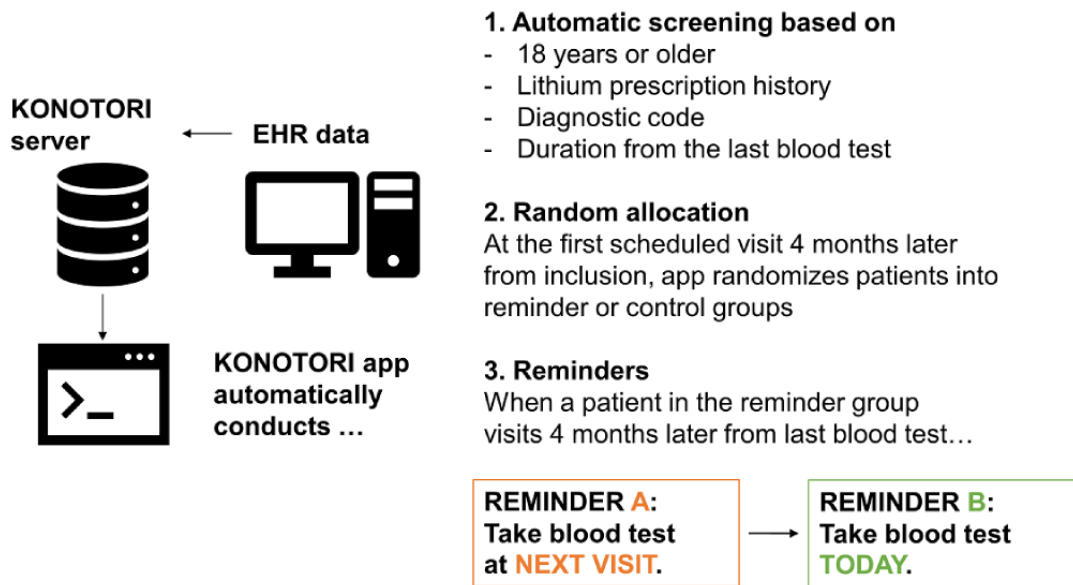 KONOTORI
server
EHR data
KONOTORI app
automatically
conducts …
1. Automatic screening based on
- 18 years or older
- Lithium prescription history
- Diagnostic code
- Duration from the last blood test
2. Random allocation
At the first scheduled visit 4 months later
from inclusion, app randomizes patients into
reminder or control groups
3. Reminders
When a patient in the reminder group
visits 4 months later from last blood test…
REMINDER A:
Take blood test
at NEXT VISIT.
REMINDER B:
Take blood test
TODAY.